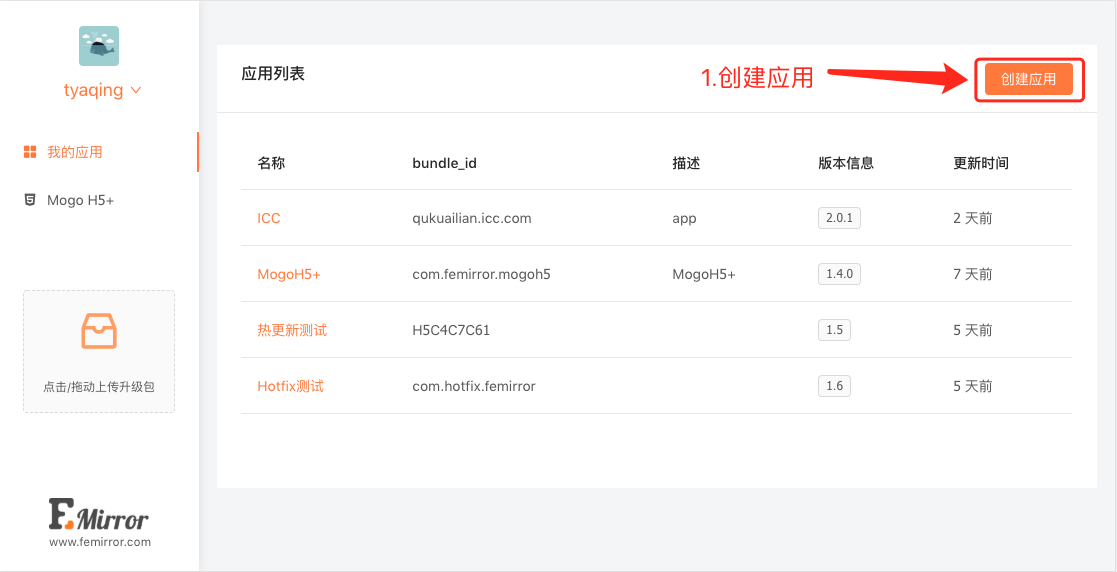 tyaqing
我的应用
Mogo H5+
点击/拖动上传升级包
F.Mirror
www.femirror.com
应用列表
1.创建应用
创建应用
名称 bundle_id 描述 版本信息 更新时间
ICC qukuailian.icc.com app 2.0.1 2 天前
MogoH5+ com.femirror.mogoh5 MogoH5+ 1.4.0 7 天前
热更新测试 H5C4C7C61 1.5 5 天前
Hotfix测试 com.hotfix.femirror 1.6 5 天前